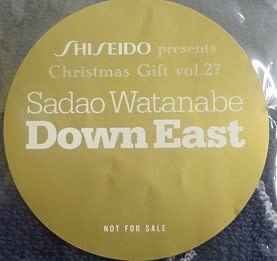 SHISEIDO presents
Christmas Gift vol.27
Sadao Watanabe
Down East
NOT FOR SALE